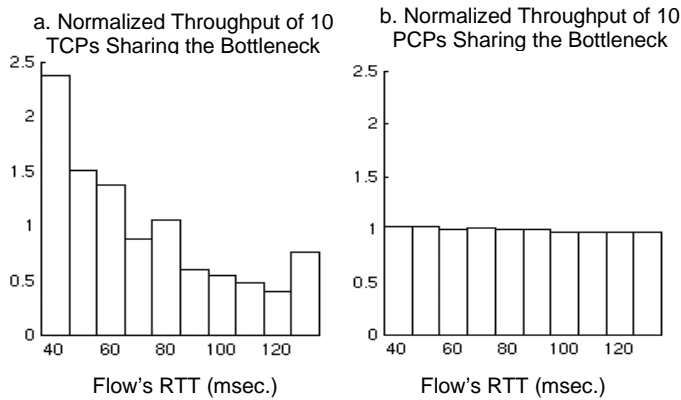 a. Normalized Throughput of 10
TCPs Sharing the Bottleneck
2.5
2
1.5
1
0.5
0
40 60 80 100 120
Flow's RTT (msec.)
b. Normalized Throughput of 10
PCPs Sharing the Bottleneck
2.5
2
1.5
1
0.5
0
40 60 80 100 120
Flow's RTT (msec.)